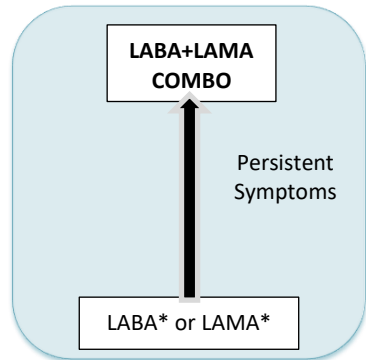 LABA+LAMA
COMBO
Persistent
Symptoms
LABA* or LAMA*